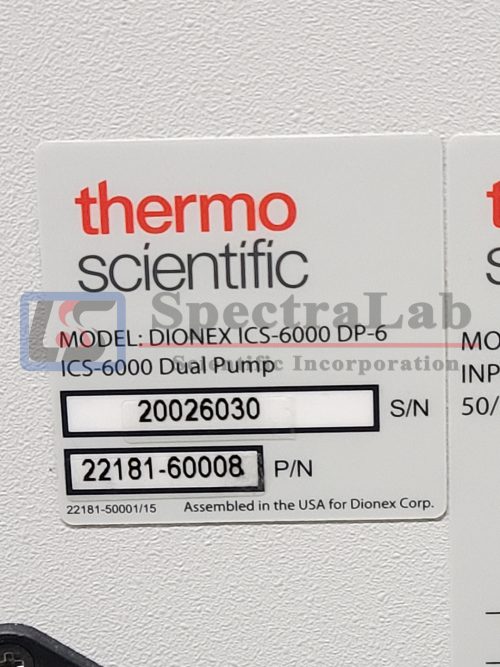 thermo
scientific
LS SpectraLab
Scientific Incorporation
MODEL: DIONEX ICS-6000 DP-6
ICS-6000 Dual Pump
20026030 S/N
22181-60008 P/N
22181-50001/15 Assembled in the USA for Dionex Corp.
t
s
MO
INP
50/